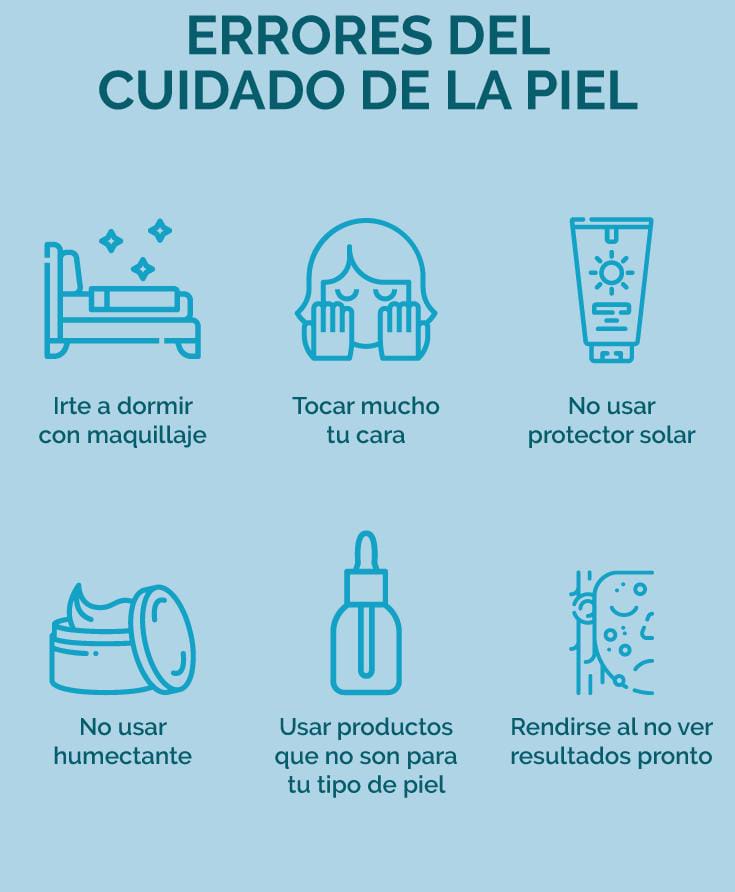 ERRORES DEL
CUIDADO DE LA PIEL
Irte a dormir
con maquillaje
Tocar mucho
tu cara
No usar
protector solar
No usar
humectante
Usar productos
que no son para
tu tipo de piel
Rendirse al no ver
resultados pronto